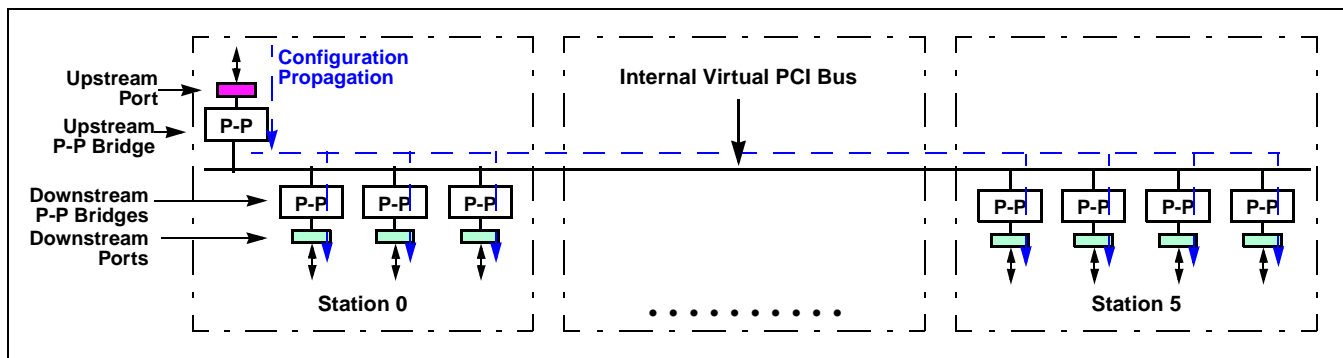 Configuration
Propagation
Upstream
Port
Internal Virtual PCI Bus
P-P
Upstream
P-P Bridge
Downstream
P-P Bridges
P-P
P-P
P-P
P-P
P-P
P-P
P-P
Downstream
Ports
Station 0
Station 5